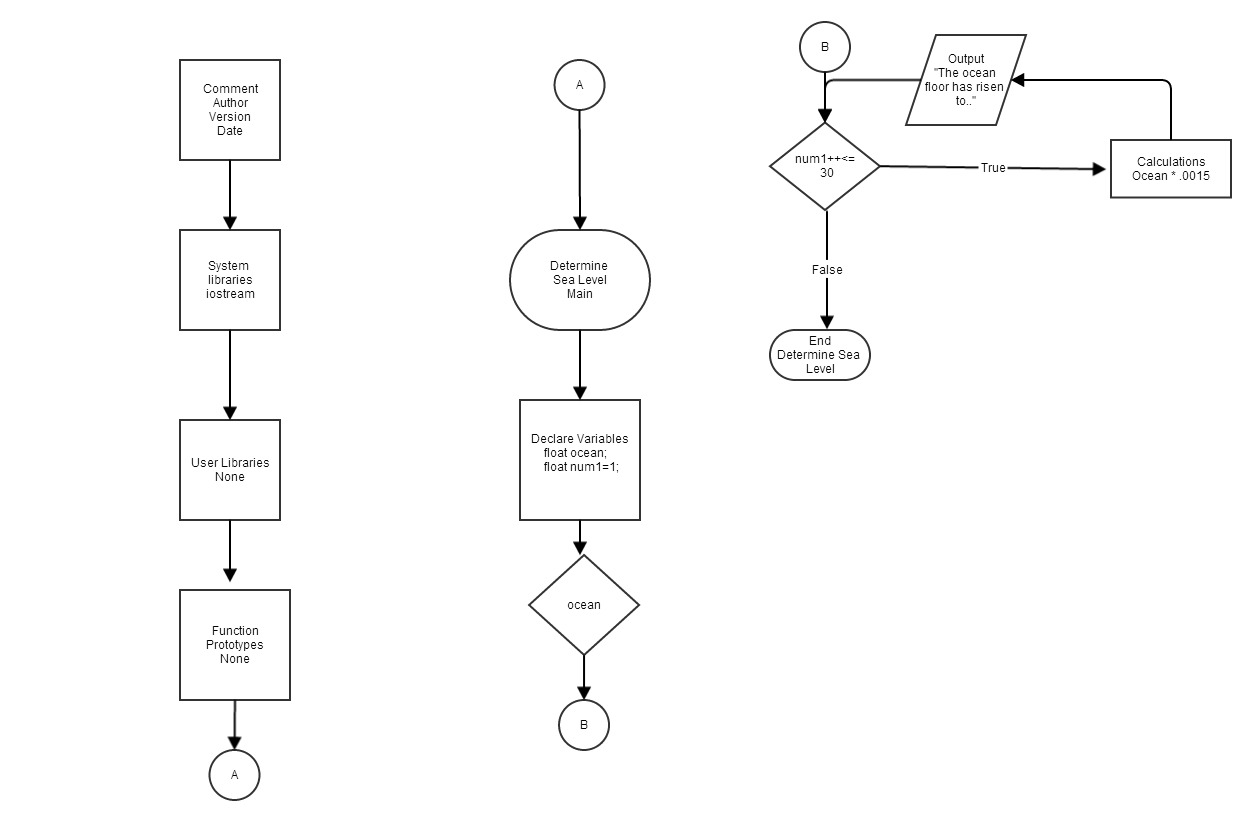 Comment
Author
Version
Date
System
libraries
iostream
User Libraries
None
Function
Prototypes
None
A
A
Determine
Sea Level
Main
Declare Variables
float ocean;
float num1=1;
ocean
B
B
num1++<=
30
True
Calculations
Ocean * .0015
Output
"The ocean
floor has risen
to.."
False
End
Determine Sea
Level